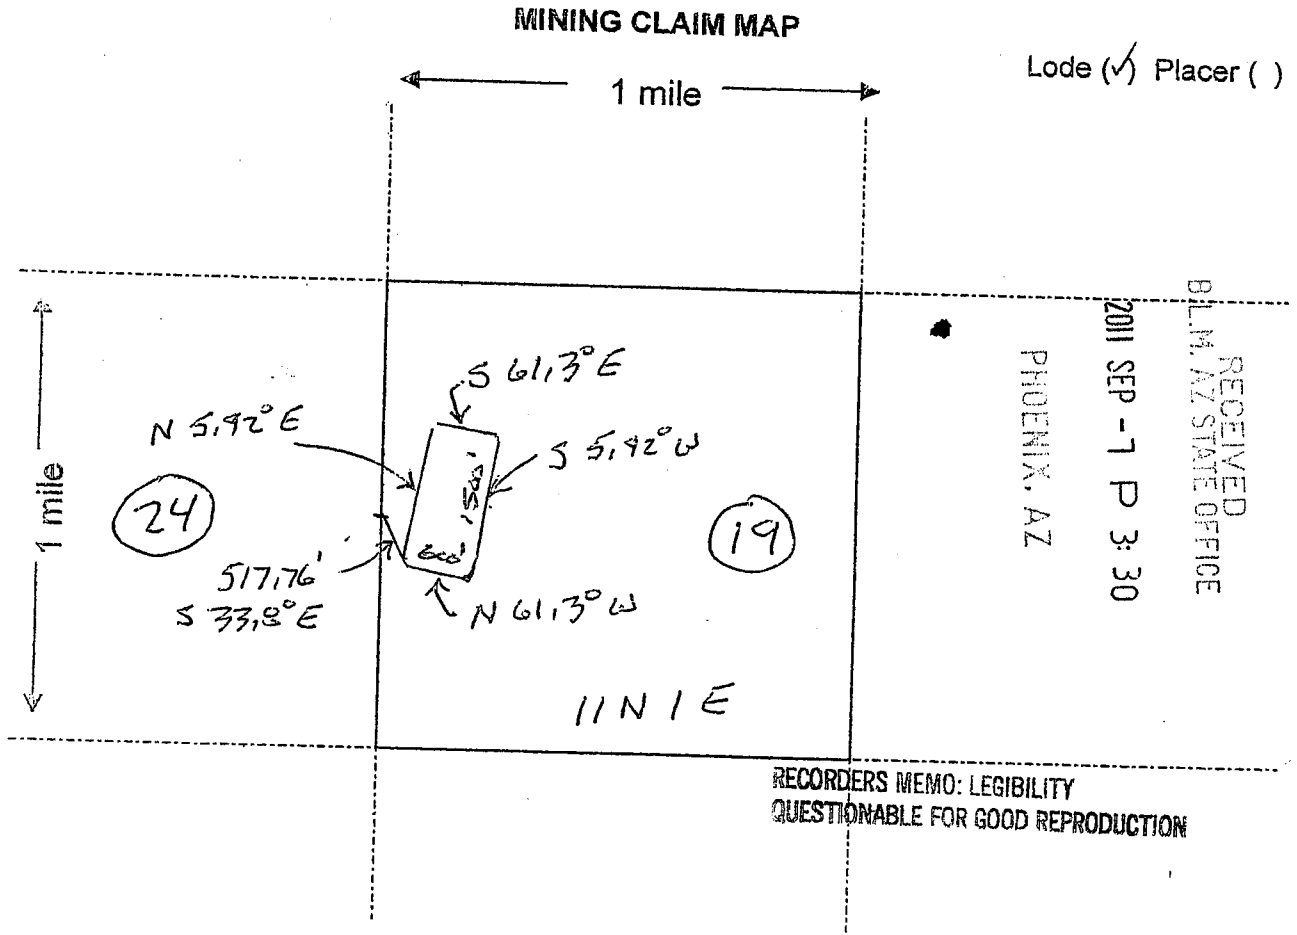 MINING CLAIM MAP
Lode (✓) Placer ( )
1 mile
1 mile
S 61.3° E
N 5.92° E
S 5.92° W
1500'
600'
24
19
517.76'
S 33.8° E
N 61.3° W
11 N 1 E
RECEIVED
B.L.M. AZ STATE OFFICE
2011 SEP -7 P 3:30
PHOENIX, AZ
RECORDERS MEMO: LEGIBILITY
QUESTIONABLE FOR GOOD REPRODUCTION